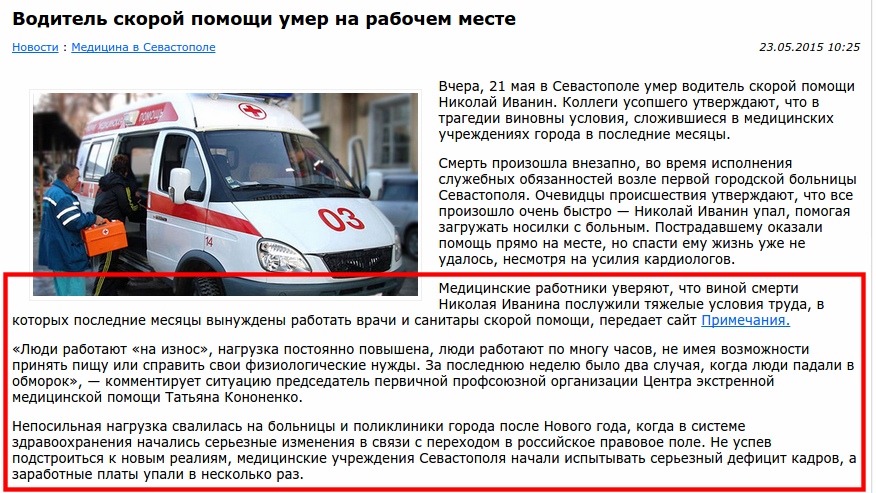 Водитель скорой помощи умер на рабочем месте
Новости : Медицина в Севастополе
23.05.2015 10:25
Вчера, 21 мая в Севастополе умер водитель скорой помощи
Николай Иванин. Коллеги усопшего утверждают, что в
трагедии виновны условия, сложившиеся в медицинских
учреждениях города в последние месяцы.
Смерть произошла внезапно, во время исполнения
служебных обязанностей возле первой городской больницы
Севастополя. Очевидцы происшествия утверждают, что все
произошло очень быстро — Николай Иванин упал, помогая
загружать носилки с больным. Пострадавшему оказали
помощь прямо на месте, но спасти ему жизнь уже не
удалось, несмотря на усилия кардиологов.
03
14
Медицинские работники уверяют, что виной смерти
Николая Иванина послужили тяжелые условия труда, в
которых последние месяцы вынуждены работать врачи и санитары скорой помощи, передает сайт Примечания.
«Люди работают «на износ», нагрузка постоянно повышена, люди работают по многу часов, не имея возможности
принять пищу или справить свои физиологические нужды. За последнюю неделю было два случая, когда люди падали в
обморок», — комментирует ситуацию председатель первичной профсоюзной организации Центра экстренной
медицинской помощи Татьяна Кононенко.
Непосильная нагрузка свалилась на больницы и поликлиники города после Нового года, когда в системе
здравоохранения начались серьезные изменения в связи с переходом в российское правовое поле. Не успев
подстроиться к новым реалиям, медицинские учреждения Севастополя начали испытывать серьезный дефицит кадров, а
заработные платы упали в несколько раз.